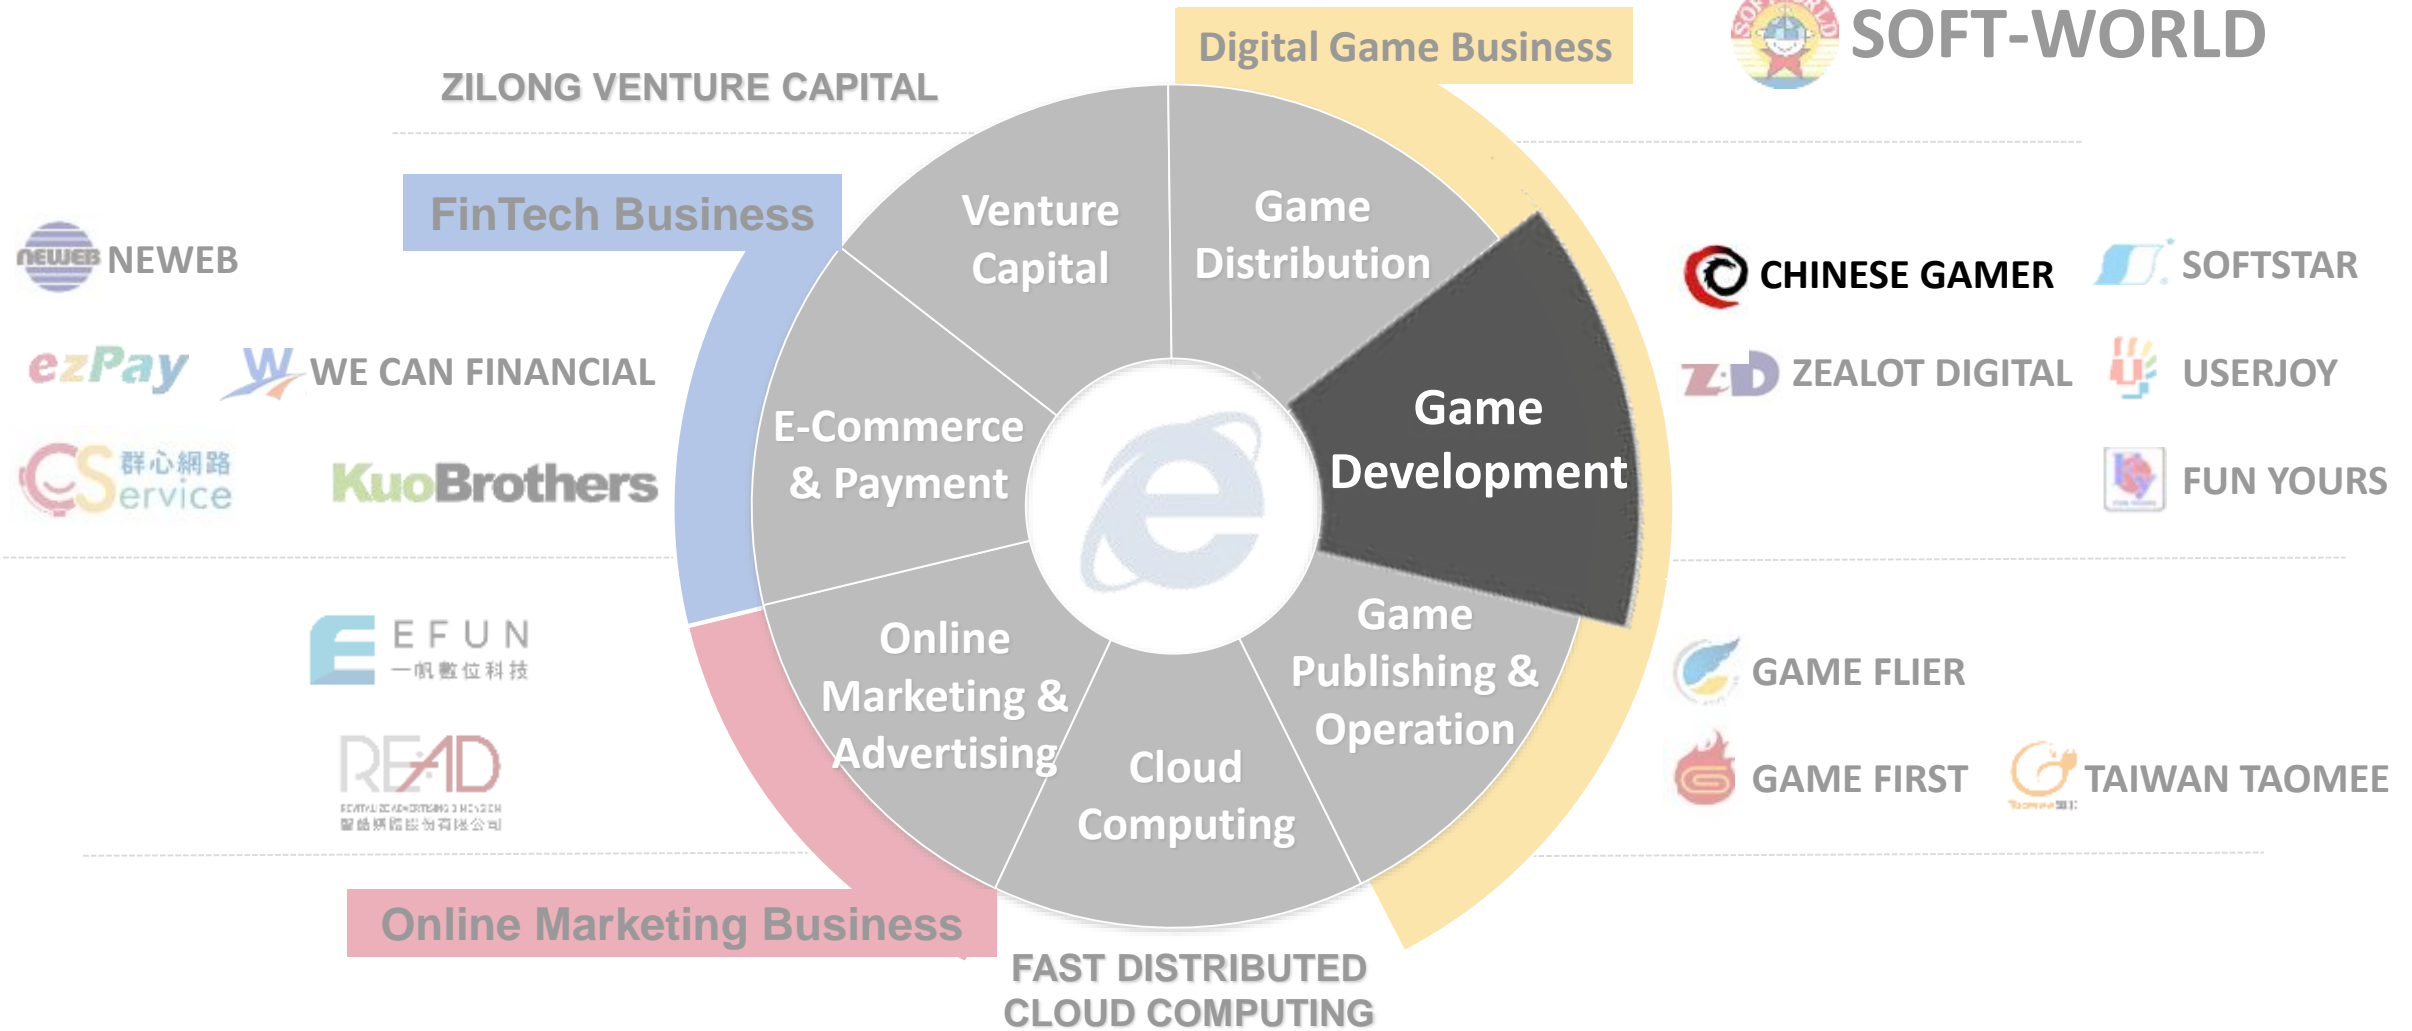 SOFT-WORLD
Digital Game Business
ZILONG VENTURE CAPITAL
FinTech Business
Venture
Capital
Game
Distribution
NEWEB
NEWEB
CHINESE GAMER
SOFTSTAR
ezPay
WE CAN FINANCIAL
ZEALOT DIGITAL
USERJOY
E-Commerce
& Payment
Game
Development
CService
群心網路
KuoBrothers
FUN YOURS
EFUN
一帆數位科技
Online
Marketing &
Advertising
Game
Publishing &
Operation
GAME FLIER
READ
Cloud
Computing
GAME FIRST
TAIWAN TAOMEE
Online Marketing Business
FAST DISTRIBUTED
CLOUD COMPUTING